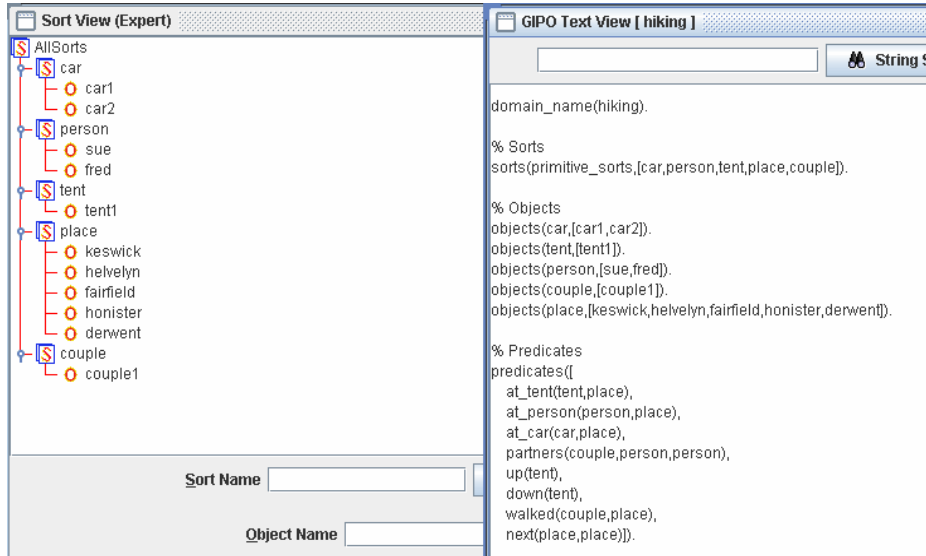 Sort View (Expert)
AllSorts
car
car1
car2
person
sue
fred
tent
tent1
place
keswick
helvelyn
fairfield
honister
derwent
couple
couple1
Sort Name
Object Name
GIPO Text View [ hiking ]
String S
domain_name(hiking).
% Sorts
sorts(primitive_sorts,[car,person,tent,place,couple]).
% Objects
objects(car,[car1,car2]).
objects(tent,[tent1]).
objects(person,[sue,fred]).
objects(couple,[couple1]).
objects(place,[keswick,helvelyn,fairfield,honister,derwent]).
% Predicates
predicates([
at_tent(tent,place),
at_person(person,place),
at_car(car,place),
partners(couple,person,person),
up(tent),
down(tent),
walked(couple,place),
next(place,place)]).